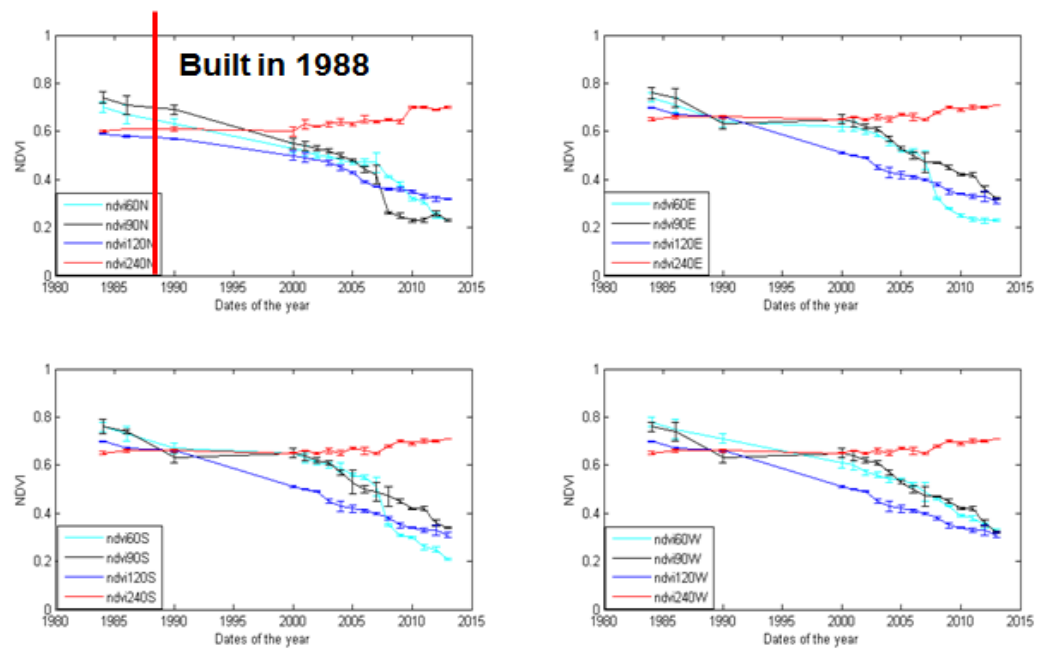 Built in 1988
1
0.8
0.6
0.4
0.2
0
NDVI
ndvi60N
ndvi90N
ndvi120N
ndvi240N
1980 1985 1990 1995 2000 2005 2010 2015
Dates of the year
1
0.8
0.6
0.4
0.2
0
NDVI
ndvi60E
ndvi90E
ndvi120E
ndvi240E
1980 1985 1990 1995 2000 2005 2010 2015
Dates of the year
1
0.8
0.6
0.4
0.2
0
NDVI
ndvi60S
ndvi90S
ndvi120S
ndvi240S
1980 1985 1990 1995 2000 2005 2010 2015
Dates of the year
1
0.8
0.6
0.4
0.2
0
NDVI
ndvi60W
ndvi90W
ndvi120W
ndvi240W
1980 1985 1990 1995 2000 2005 2010 2015
Dates of the year